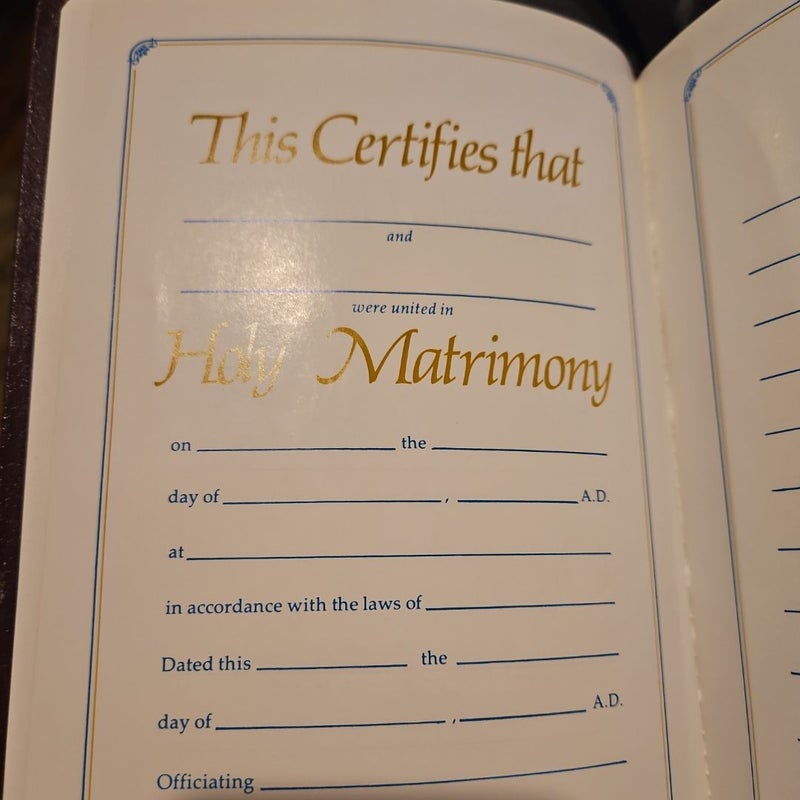 This Certifies that
and
were united in
Holy Matrimony
on the
day of , A.D.
at
in accordance with the laws of
Dated this the
day of , A.D.
Officiating